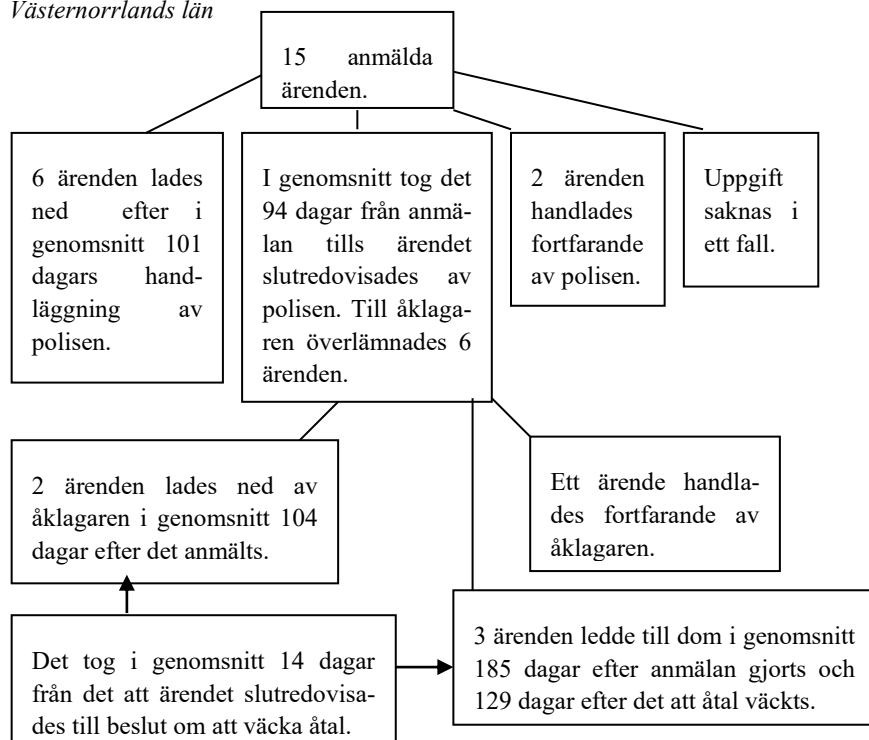 Västernorrlands län
15 anmälda
ärenden.
6 ärenden lades
ned efter i
genomsnitt 101
dagars hand-
läggning av
polisen.
I genomsnitt tog det
94 dagar från anmä-
lan tills ärendet
slutredovisades av
polisen. Till åklaga-
ren överlämnades 6
ärenden.
2 ärenden
handlades
fortfarande
av polisen.
Uppgift
saknas i
ett fall.
2 ärenden lades ned av
åklagaren i genomsnitt 104
dagar efter det anmälts.
Ett ärende handla-
des fortfarande av
åklagaren.
Det tog i genomsnitt 14 dagar
från det att ärendet slutredovisa-
des till beslut om att väcka åtal.
3 ärenden ledde till dom i genomsnitt
185 dagar efter anmälan gjorts och
129 dagar efter det att åtal väckts.